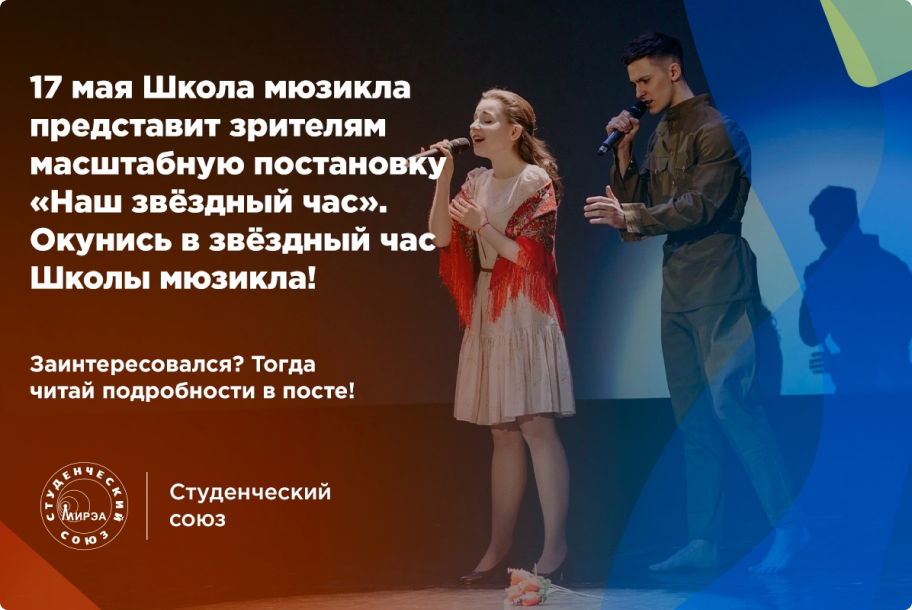 17 мая Школа мюзикла
представит зрителям
масштабную постановку
«Наш звёздный час».
Окунись в звёздный час
Школы мюзикла!
Заинтересовался? Тогда
читай подробности в посте!
СТУДЕНЧЕСКИЙ
МИРЭА
СОЮЗ
Студенческий
союз